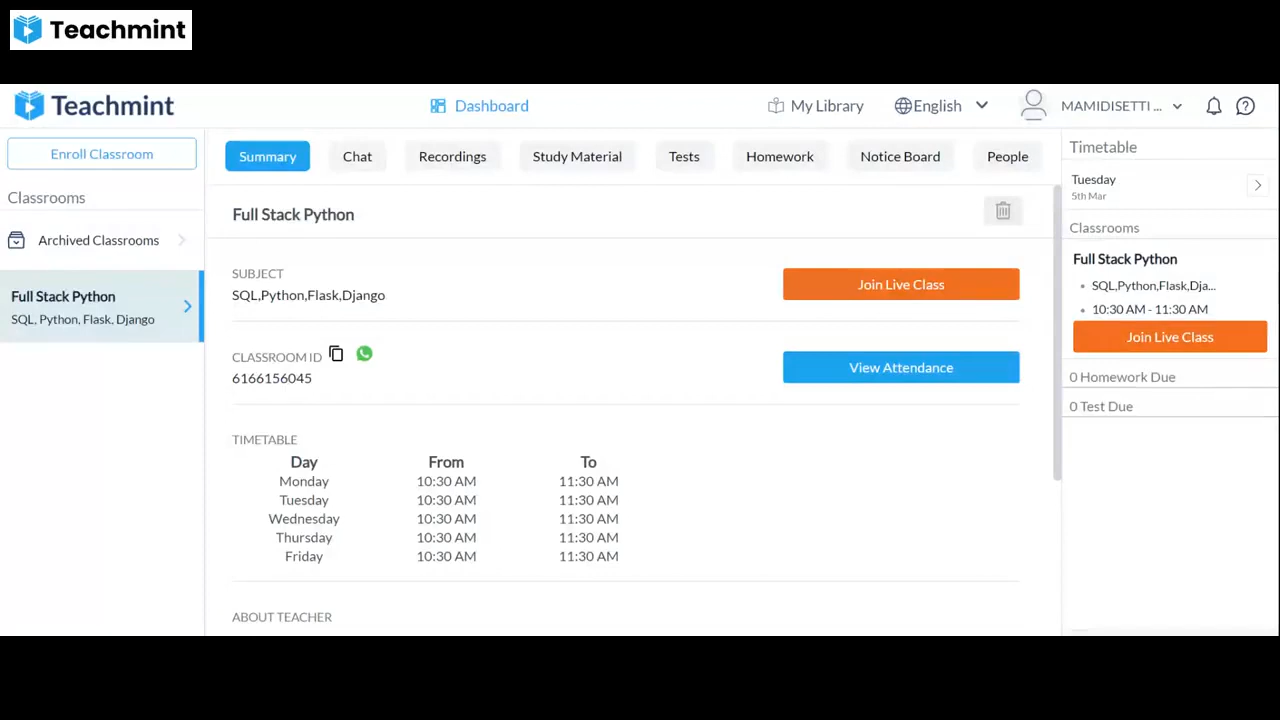 Teachmint
Teachmint
Dashboard
My Library
English
MAMIDISETTI ...
Enroll Classroom
Classrooms
Archived Classrooms
Full Stack Python
SQL, Python, Flask, Django
Summary
Chat
Recordings
Study Material
Tests
Homework
Notice Board
People
Full Stack Python
SUBJECT
SQL,Python,Flask,Django
Join Live Class
CLASSROOM ID
6166156045
View Attendance
TIMETABLE
Day From To
Monday 10:30 AM 11:30 AM
Tuesday 10:30 AM 11:30 AM
Wednesday 10:30 AM 11:30 AM
Thursday 10:30 AM 11:30 AM
Friday 10:30 AM 11:30 AM
ABOUT TEACHER
Timetable
Tuesday
5th Mar
Classrooms
Full Stack Python
SQL,Python,Flask,Dja...
10:30 AM - 11:30 AM
Join Live Class
0 Homework Due
0 Test Due